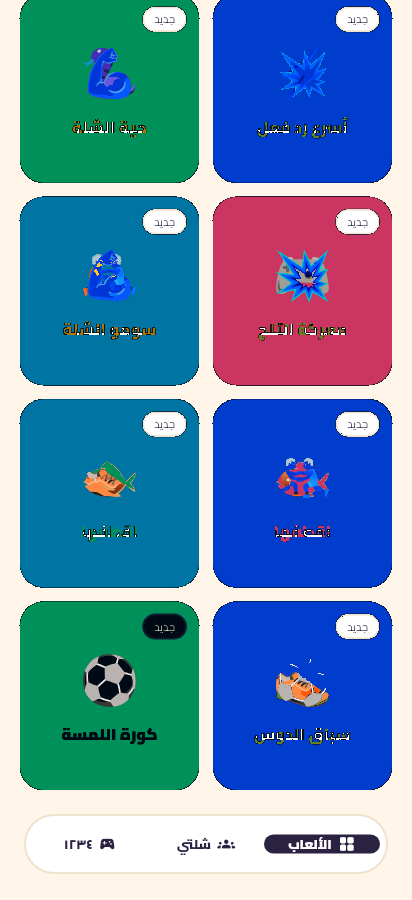 جديد
جديد
أسرع رد فعل
حية الشلة
جديد
جديد
معركة الثلج
سومو الشلة
جديد
جديد
جديد
جديد
سباق الدوس
كورة اللمسة
الألعاب
شلتي
١٢٣٤